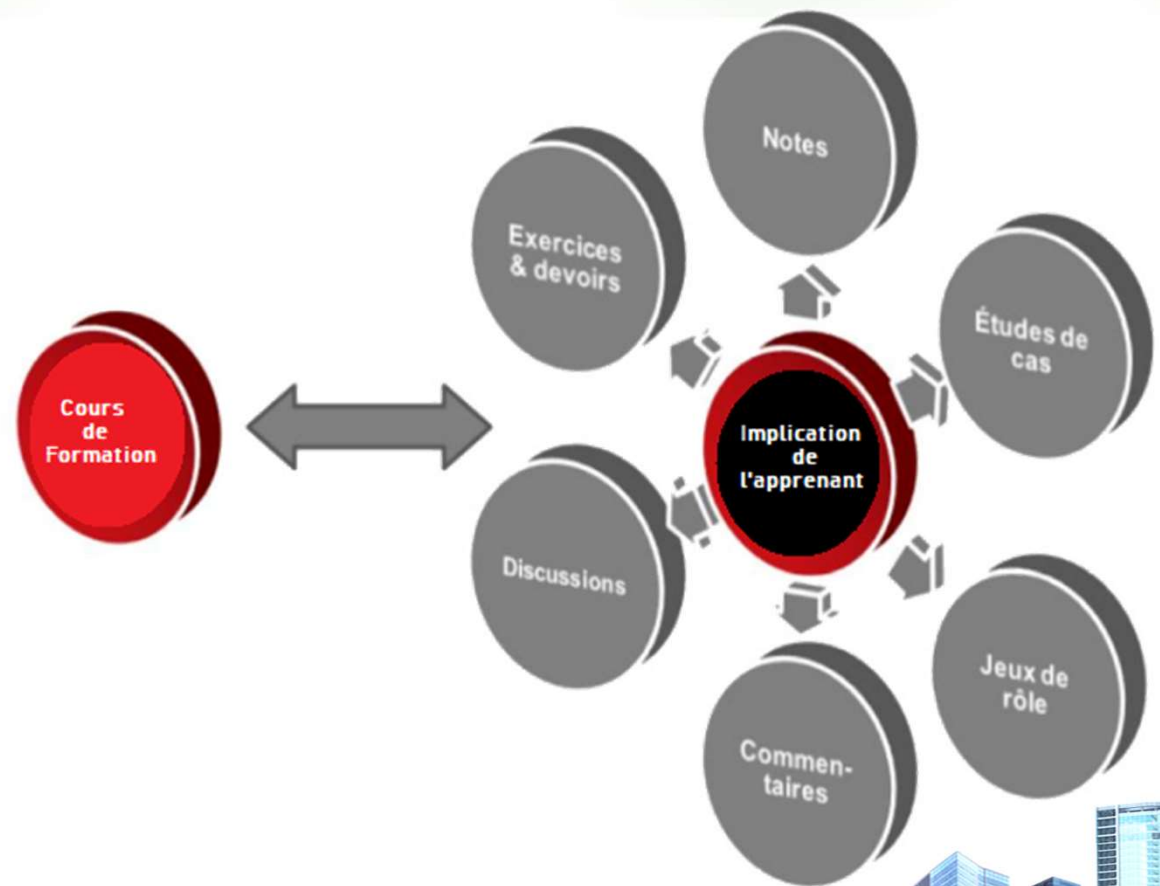 Notes
Exercices
& devoirs
Études de
cas
Cours
de
Formation
Implication
de
l'apprenant
Discussions
Jeux de
rôle
Commen-
taires